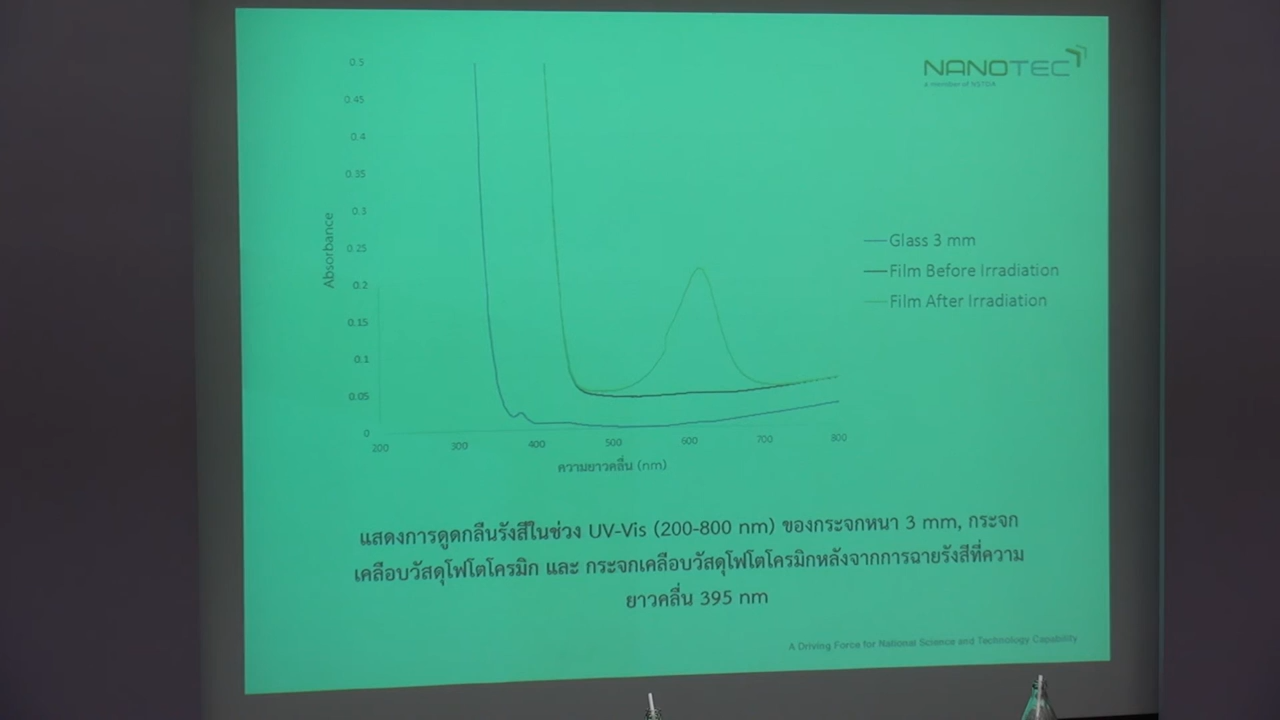 NANOTEC
a member of NSTDA
0.5
0.45
0.4
0.35
0.3
0.25
0.2
0.15
0.1
0.05
0
Absorbance
200 300 400 500 600 700 800
ความยาวคลื่น (nm)
Glass 3 mm
Film Before Irradiation
Film After Irradiation
แสดงการดูดกลืนรังสีในช่วง UV-Vis (200-800 nm) ของกระจกหนา 3 mm, กระจก
เคลือบวัสดุโฟโตโครมิก และ กระจกเคลือบวัสดุโฟโตโครมิกหลังจากการฉายรังสีที่ความ
ยาวคลื่น 395 nm
A Driving Force for National Science and Technology Capability